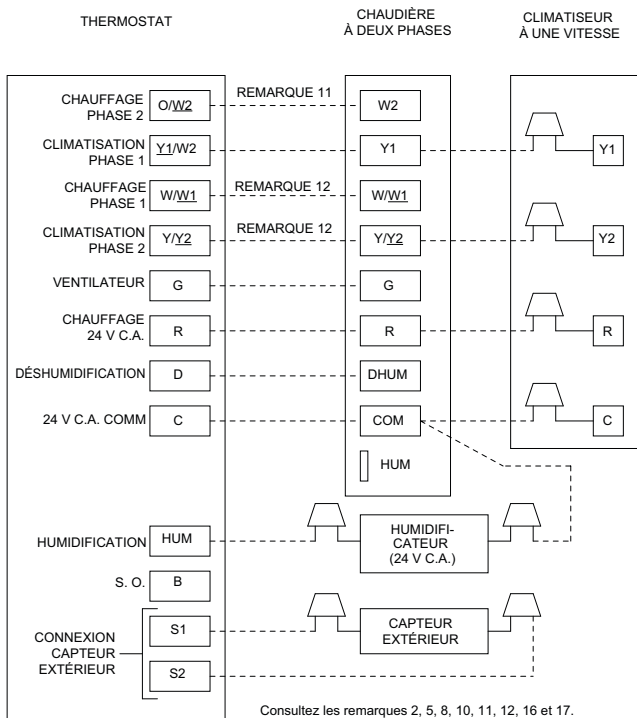 THERMOSTAT
CHAUDIÈRE
À DEUX PHASES
CLIMATISEUR
À UNE VITESSE
CHAUFFAGE
PHASE 2
O/W2
REMARQUE 11
W2
CLIMATISATION
PHASE 1
Y1/W2
Y1
Y1
CHAUFFAGE
PHASE 1
W/W1
REMARQUE 12
W/W1
CLIMATISATION
PHASE 2
Y/Y2
REMARQUE 12
Y/Y2
Y2
VENTILATEUR
G
G
CHAUFFAGE
24 V C.A.
R
R
R
DÉSHUMIDIFICATION
D
DHUM
24 V C.A. COMM
C
COM
C
HUM
HUMIDIFICATION
HUM
HUMIDIFI-
CATEUR
(24 V C.A.)
S. O.
B
CONNEXION
CAPTEUR
EXTÉRIEUR
S1
S2
CAPTEUR
EXTÉRIEUR
Consultez les remarques 2, 5, 8, 10, 11, 12, 16 et 17.